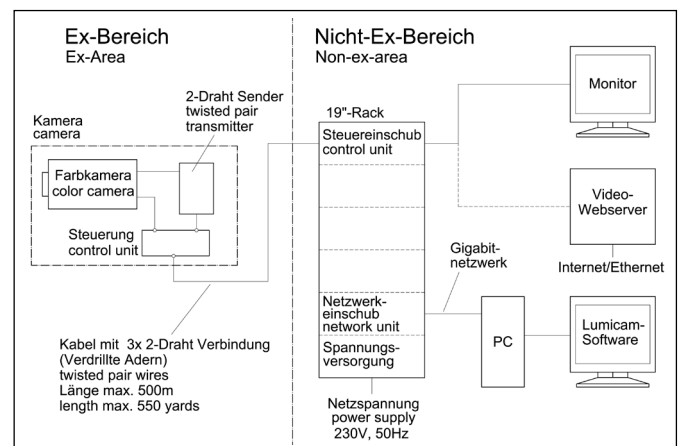 Ex-Bereich
Ex-Area
Nicht-Ex-Bereich
Non-ex-area
2-Draht Sender
twisted pair
transmitter
Kamera
camera
Farbkamera
color camera
Steuerung
control unit
Kabel mit 3x 2-Draht Verbindung
(Verdrillte Adern)
twisted pair wires
Länge max. 500m
length max. 550 yards
19"-Rack
Steuereinschub
control unit
Netzwerk-
einschub
network unit
Spannungs-
versorgung
Netzspannung
power supply
230V, 50Hz
Monitor
Video-
Webserver
Internet/Ethernet
Gigabit-
netzwerk
PC
Lumicam-
Software